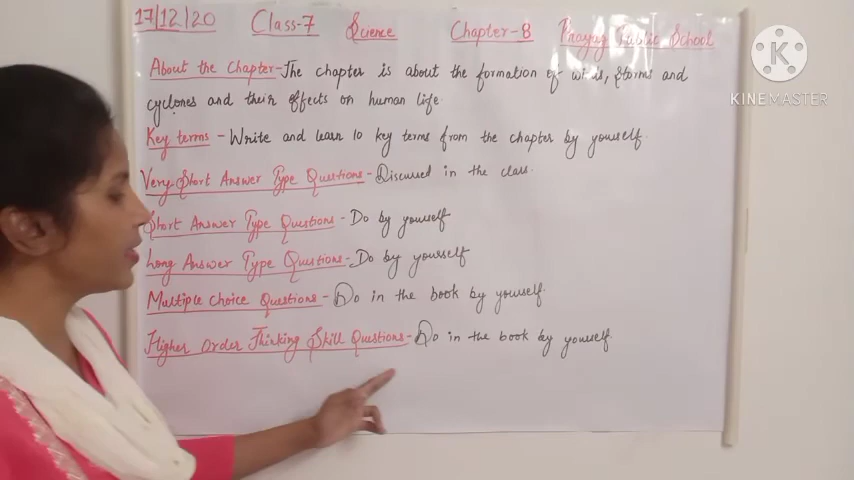 17/12/20 Class-7 Science Chapter-8 Prayag Public School
About the Chapter-The chapter is about the formation of winds, storms and
cyclones and their effects on human life.
Key terms - Write and learn 10 key terms from the chapter by yourself.
Very Short Answer Type Questions-Discussed in the class.
Short Answer Type Questions- Do by yourself
Long Answer Type Questions- Do by yourself
Multiple Choice Questions - Do in the book by yourself.
Higher Order Thinking Skill Questions- Do in the book by yourself.
KINEMASTER